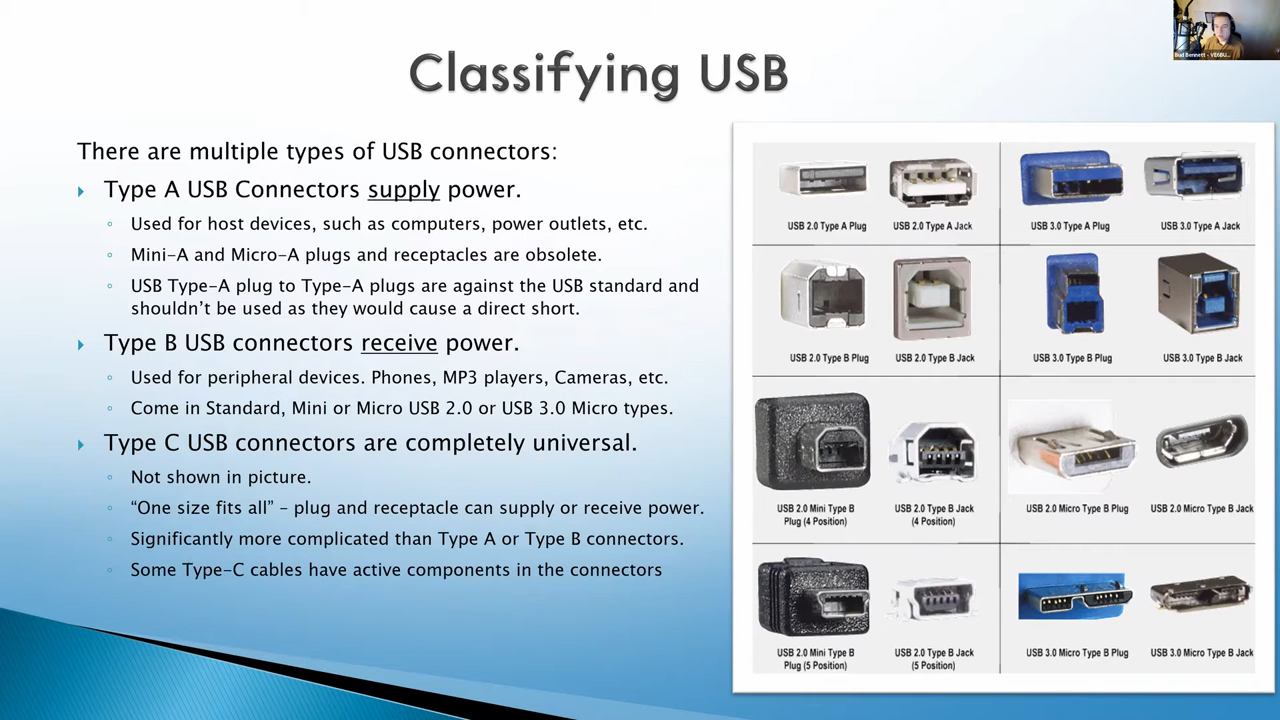 Bud Bennett - VE6BU...
Classifying USB
There are multiple types of USB connectors:
Type A USB Connectors supply power.
Used for host devices, such as computers, power outlets, etc.
Mini-A and Micro-A plugs and receptacles are obsolete.
USB Type-A plug to Type-A plugs are against the USB standard and
shouldn't be used as they would cause a direct short.
Type B USB connectors receive power.
Used for peripheral devices. Phones, MP3 players, Cameras, etc.
Come in Standard, Mini or Micro USB 2.0 or USB 3.0 Micro types.
Type C USB connectors are completely universal.
Not shown in picture.
“One size fits all” – plug and receptacle can supply or receive power.
Significantly more complicated than Type A or Type B connectors.
Some Type-C cables have active components in the connectors
USB 2.0 Type A Plug
USB 2.0 Type A Jack
USB 3.0 Type A Plug
USB 3.0 Type A Jack
USB 2.0 Type B Plug
USB 2.0 Type B Jack
USB 3.0 Type B Plug
USB 3.0 Type B Jack
USB 2.0 Mini Type B
Plug (4 Position)
USB 2.0 Type B Jack
(4 Position)
USB 2.0 Micro Type B Plug
USB 2.0 Micro Type B Jack
USB 2.0 Mini Type B
Plug (5 Position)
USB 2.0 Type B Jack
(5 Position)
USB 3.0 Micro Type B Plug
USB 3.0 Micro Type B Jack